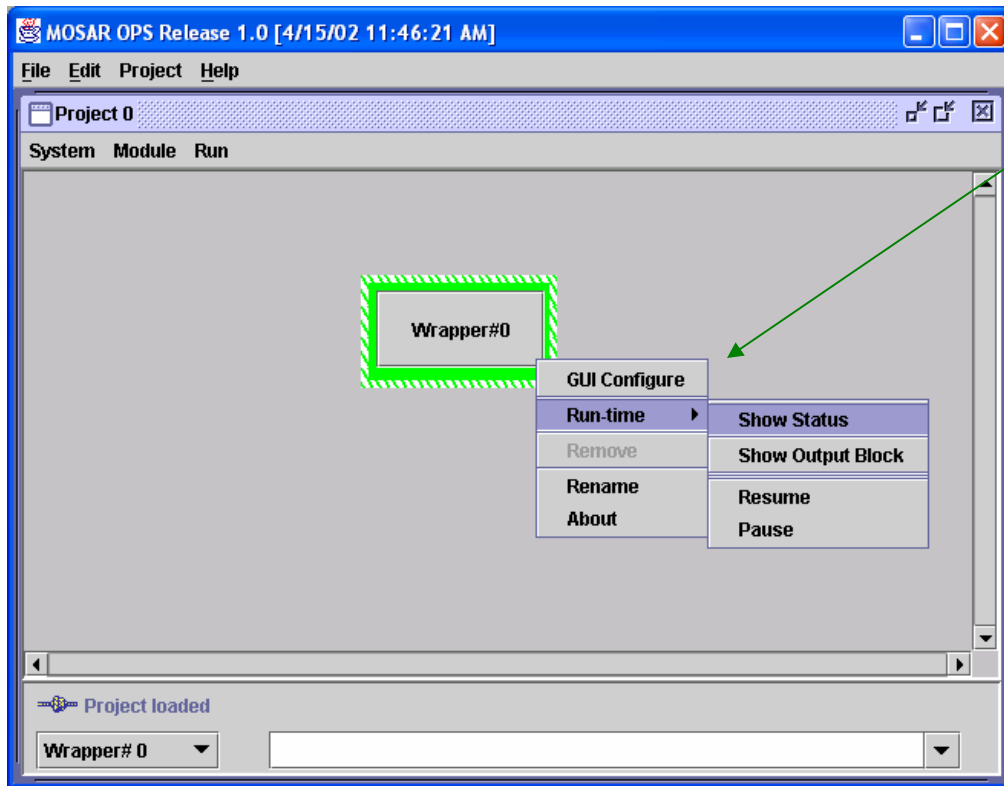 MOSAR OPS Release 1.0 [4/15/02 11:46:21 AM]
File Edit Project Help
Project 0
System Module Run
Wrapper#0
GUI Configure
Run-time
Show Status
Remove
Show Output Block
Rename
Resume
About
Pause
Project loaded
Wrapper# 0